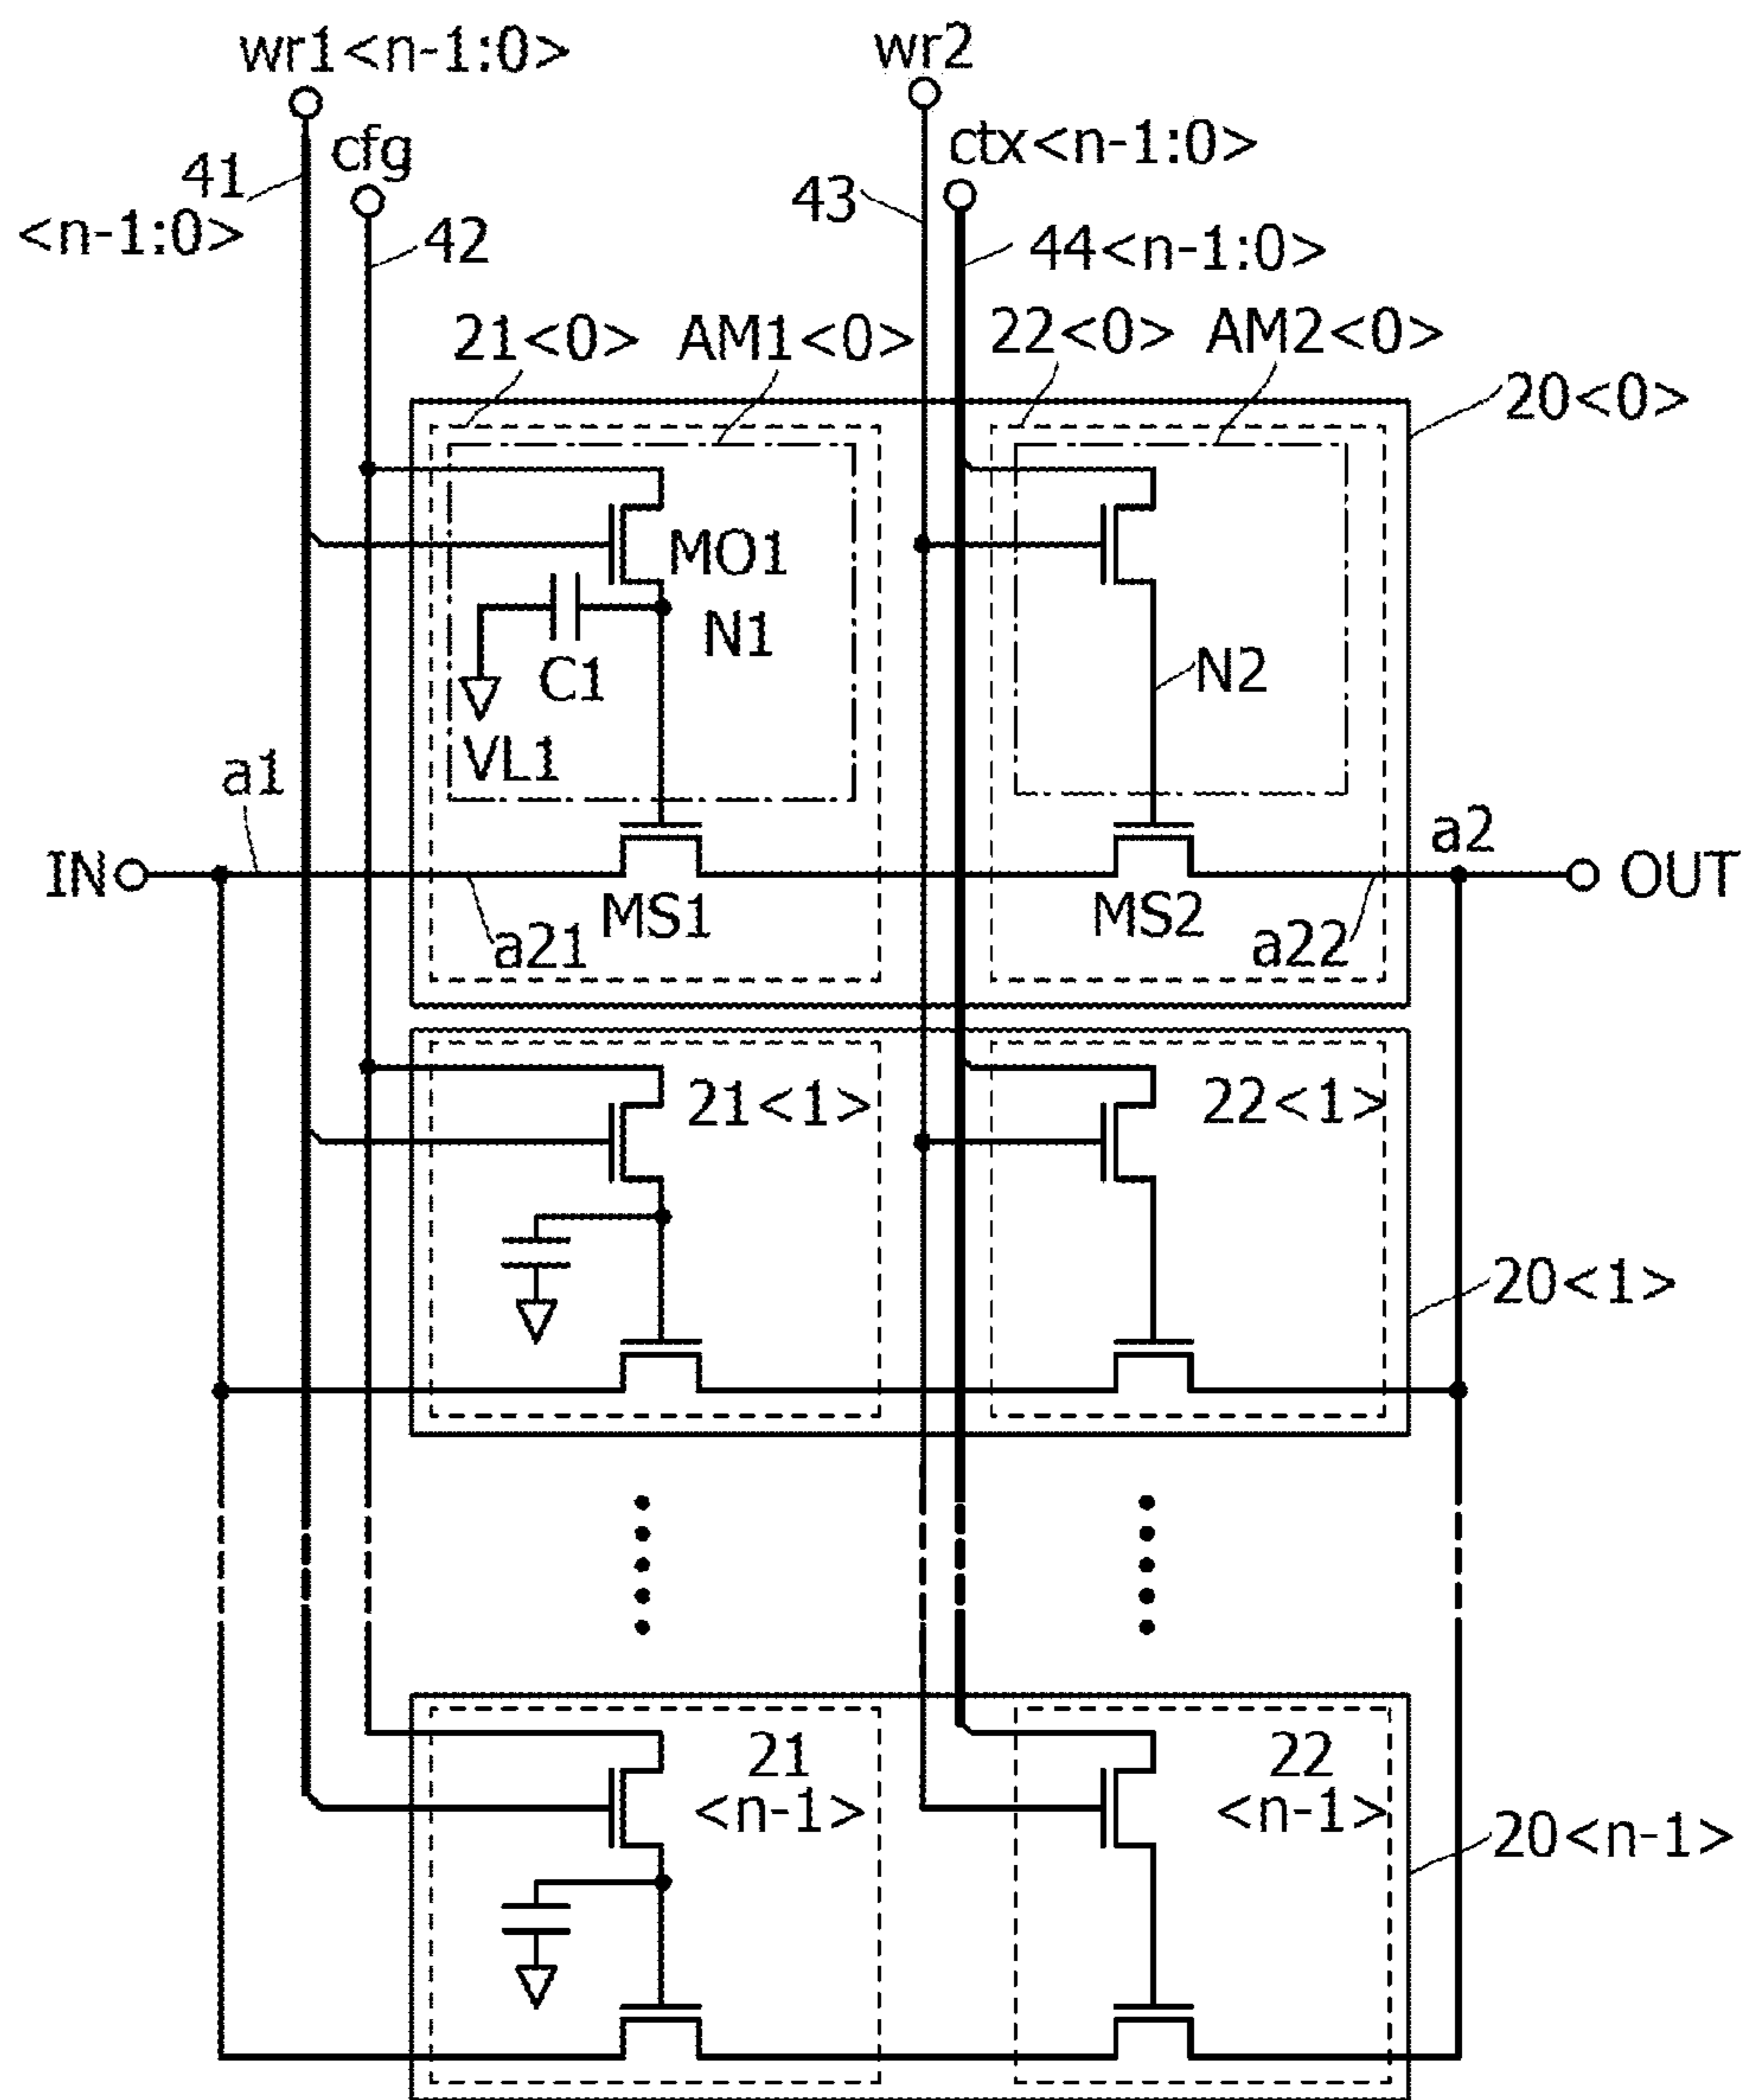 wr1<n-1:0>
wr2
cfg
ctx<n-1:0>
41
<n-1:0>
43
42
44<n-1:0>
21<0>
AM1<0>
22<0>
AM2<0>
20<0>
MO1
N1
C1
N2
VL1
a1
a2
IN
OUT
MS1
MS2
a21
a22
21<1>
22<1>
20<1>
21
<n-1>
22
<n-1>
20<n-1>